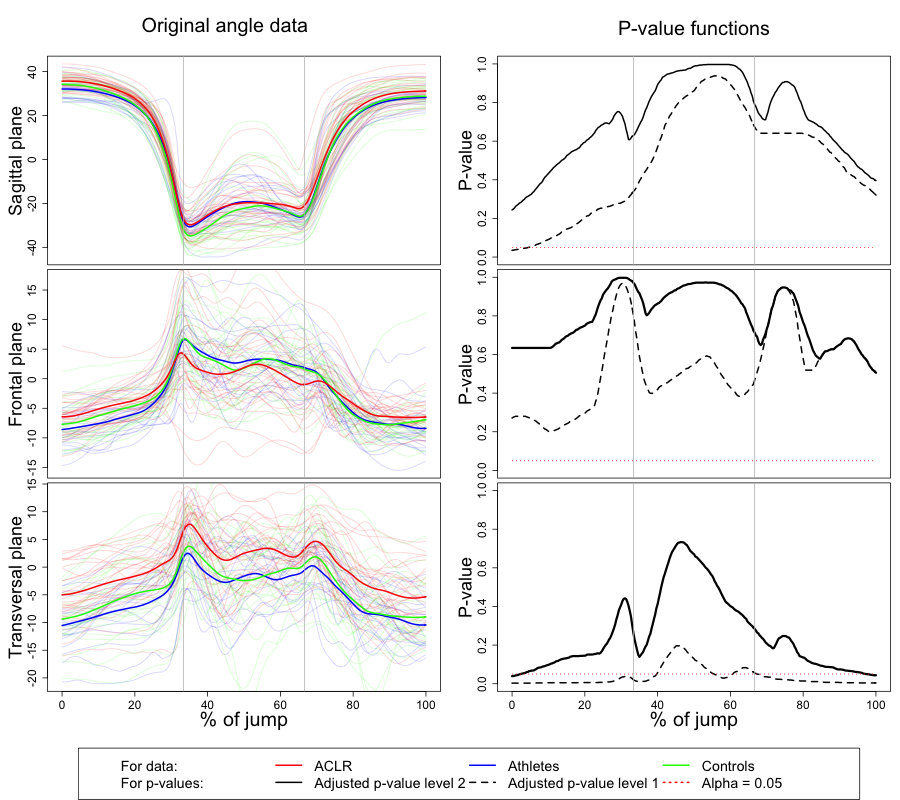 Original angle data
P-value functions
Sagittal plane
40
20
0
20
40
P-value
1.0
0.8
0.6
0.4
0.2
0.0
Frontal plane
15
10
5
0
-5
-10
-15
P-value
1.0
0.8
0.6
0.4
0.2
0.0
Transversal plane
15
10
5
0
-5
-10
-15
-20
P-value
1.0
0.8
0.6
0.4
0.2
0.0
0 20 40 60 80 100
0 20 40 60 80 100
% of jump
% of jump
For data: ACLR Athletes Controls
For p-values: Adjusted p-value level 2 Adjusted p-value level 1 Alpha = 0.05